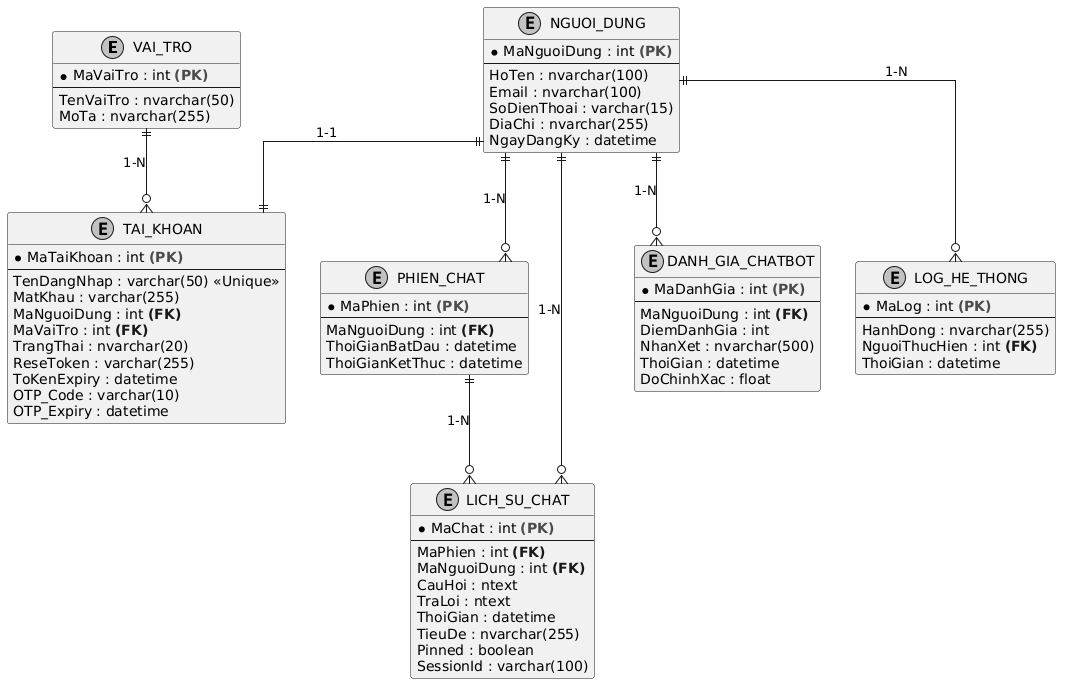 E VAI_TRO
* MaVaiTro : int (PK)
TenVaiTro : nvarchar(50)
MoTa : nvarchar(255)
E NGUOI_DUNG
* MaNguoiDung : int (PK)
HoTen : nvarchar(100)
Email : nvarchar(100)
SoDienThoai : varchar(15)
DiaChi : nvarchar(255)
NgayDangKy : datetime
1-N
1-1
1-N
1-N
1-N
1-N
E TAI_KHOAN
* MaTaiKhoan : int (PK)
TenDangNhap : varchar(50) «Unique»
MatKhau : varchar(255)
MaNguoiDung : int (FK)
MaVaiTro : int (FK)
TrangThai : nvarchar(20)
ReseToken : varchar(255)
ToKenExpiry : datetime
OTP_Code : varchar(10)
OTP_Expiry : datetime
E PHIEN_CHAT
* MaPhien : int (PK)
MaNguoiDung : int (FK)
ThoiGianBatDau : datetime
ThoiGianKetThuc : datetime
E DANH_GIA_CHATBOT
* MaDanhGia : int (PK)
MaNguoiDung : int (FK)
DiemDanhGia : int
NhanXet : nvarchar(500)
ThoiGian : datetime
DoChinhXac : float
E LOG_HE_THONG
* MaLog : int (PK)
HanhDong : nvarchar(255)
NguoiThucHien : int (FK)
ThoiGian : datetime
1-N
E LICH_SU_CHAT
* MaChat : int (PK)
MaPhien : int (FK)
MaNguoiDung : int (FK)
CauHoi : ntext
TraLoi : ntext
ThoiGian : datetime
TieuDe : nvarchar(255)
Pinned : boolean
SessionId : varchar(100)